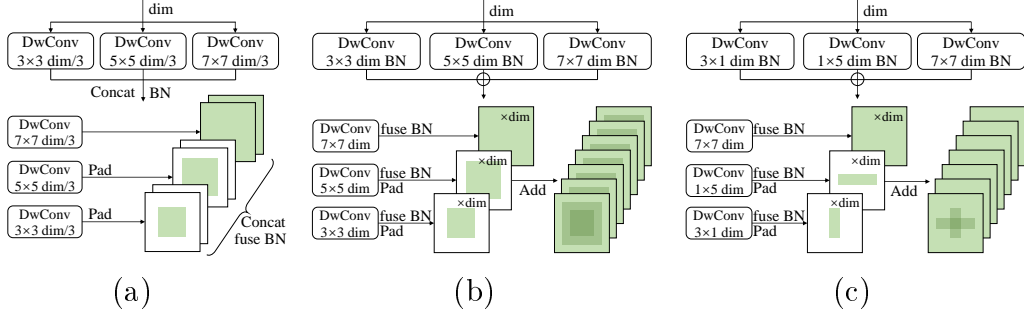 dim
DwConv
3×3 dim/3
DwConv
5×5 dim/3
DwConv
7×7 dim/3
Concat BN
DwConv
7×7 dim/3
DwConv
5×5 dim/3
Pad
DwConv
3×3 dim/3
Pad
Concat
fuse BN
(a)
dim
DwConv
3×3 dim BN
DwConv
5×5 dim BN
DwConv
7×7 dim BN
DwConv
7×7 dim
fuse BN
×dim
DwConv
5×5 dim
fuse BN
Pad
×dim
DwConv
3×3 dim
fuse BN
Pad
×dim
Add
(b)
dim
DwConv
3×1 dim BN
DwConv
1×5 dim BN
DwConv
7×7 dim BN
DwConv
7×7 dim
fuse BN
×dim
DwConv
1×5 dim
fuse BN
Pad
×dim
DwConv
3×1 dim
fuse BN
Pad
×dim
Add
(c)